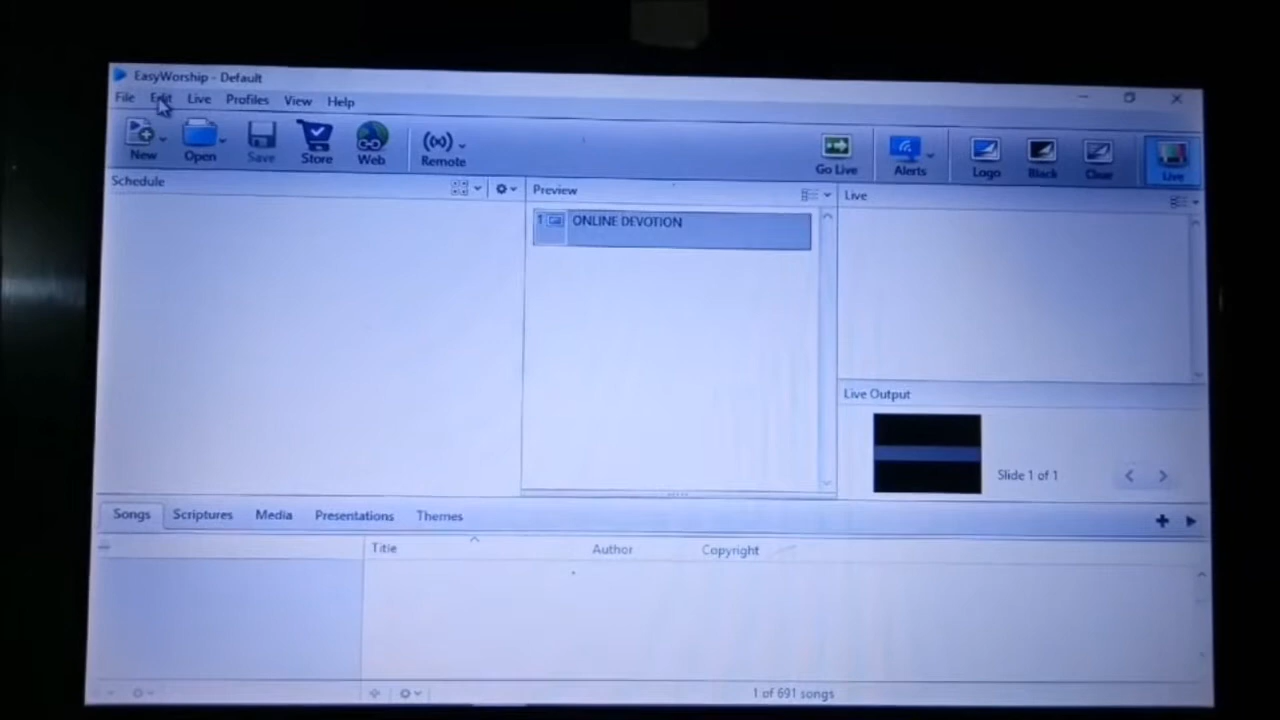 EasyWorship - Default
File Edit Live Profiles View Help
New Open Save Store Web Remote Go Live Alerts Logo Black Clear Live
Schedule Preview Live
1 ONLINE DEVOTION
Live Output
Slide 1 of 1
Songs Scriptures Media Presentations Themes
Title Author Copyright
1 of 691 songs